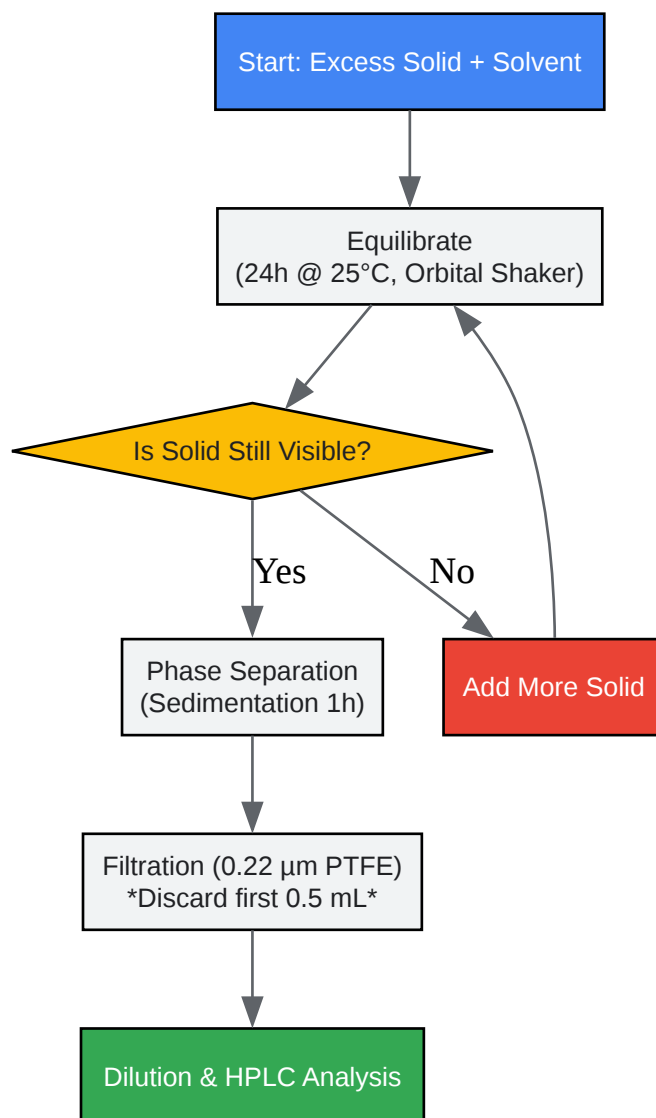 Start: Excess Solid + Solvent
Equilibrate
(24h @ 25°C, Orbital Shaker)
Is Solid Still Visible?
Yes
No
Phase Separation
(Sedimentation 1h)
Add More Solid
Filtration (0.22 µm PTFE)
*Discard first 0.5 mL*
Dilution & HPLC Analysis